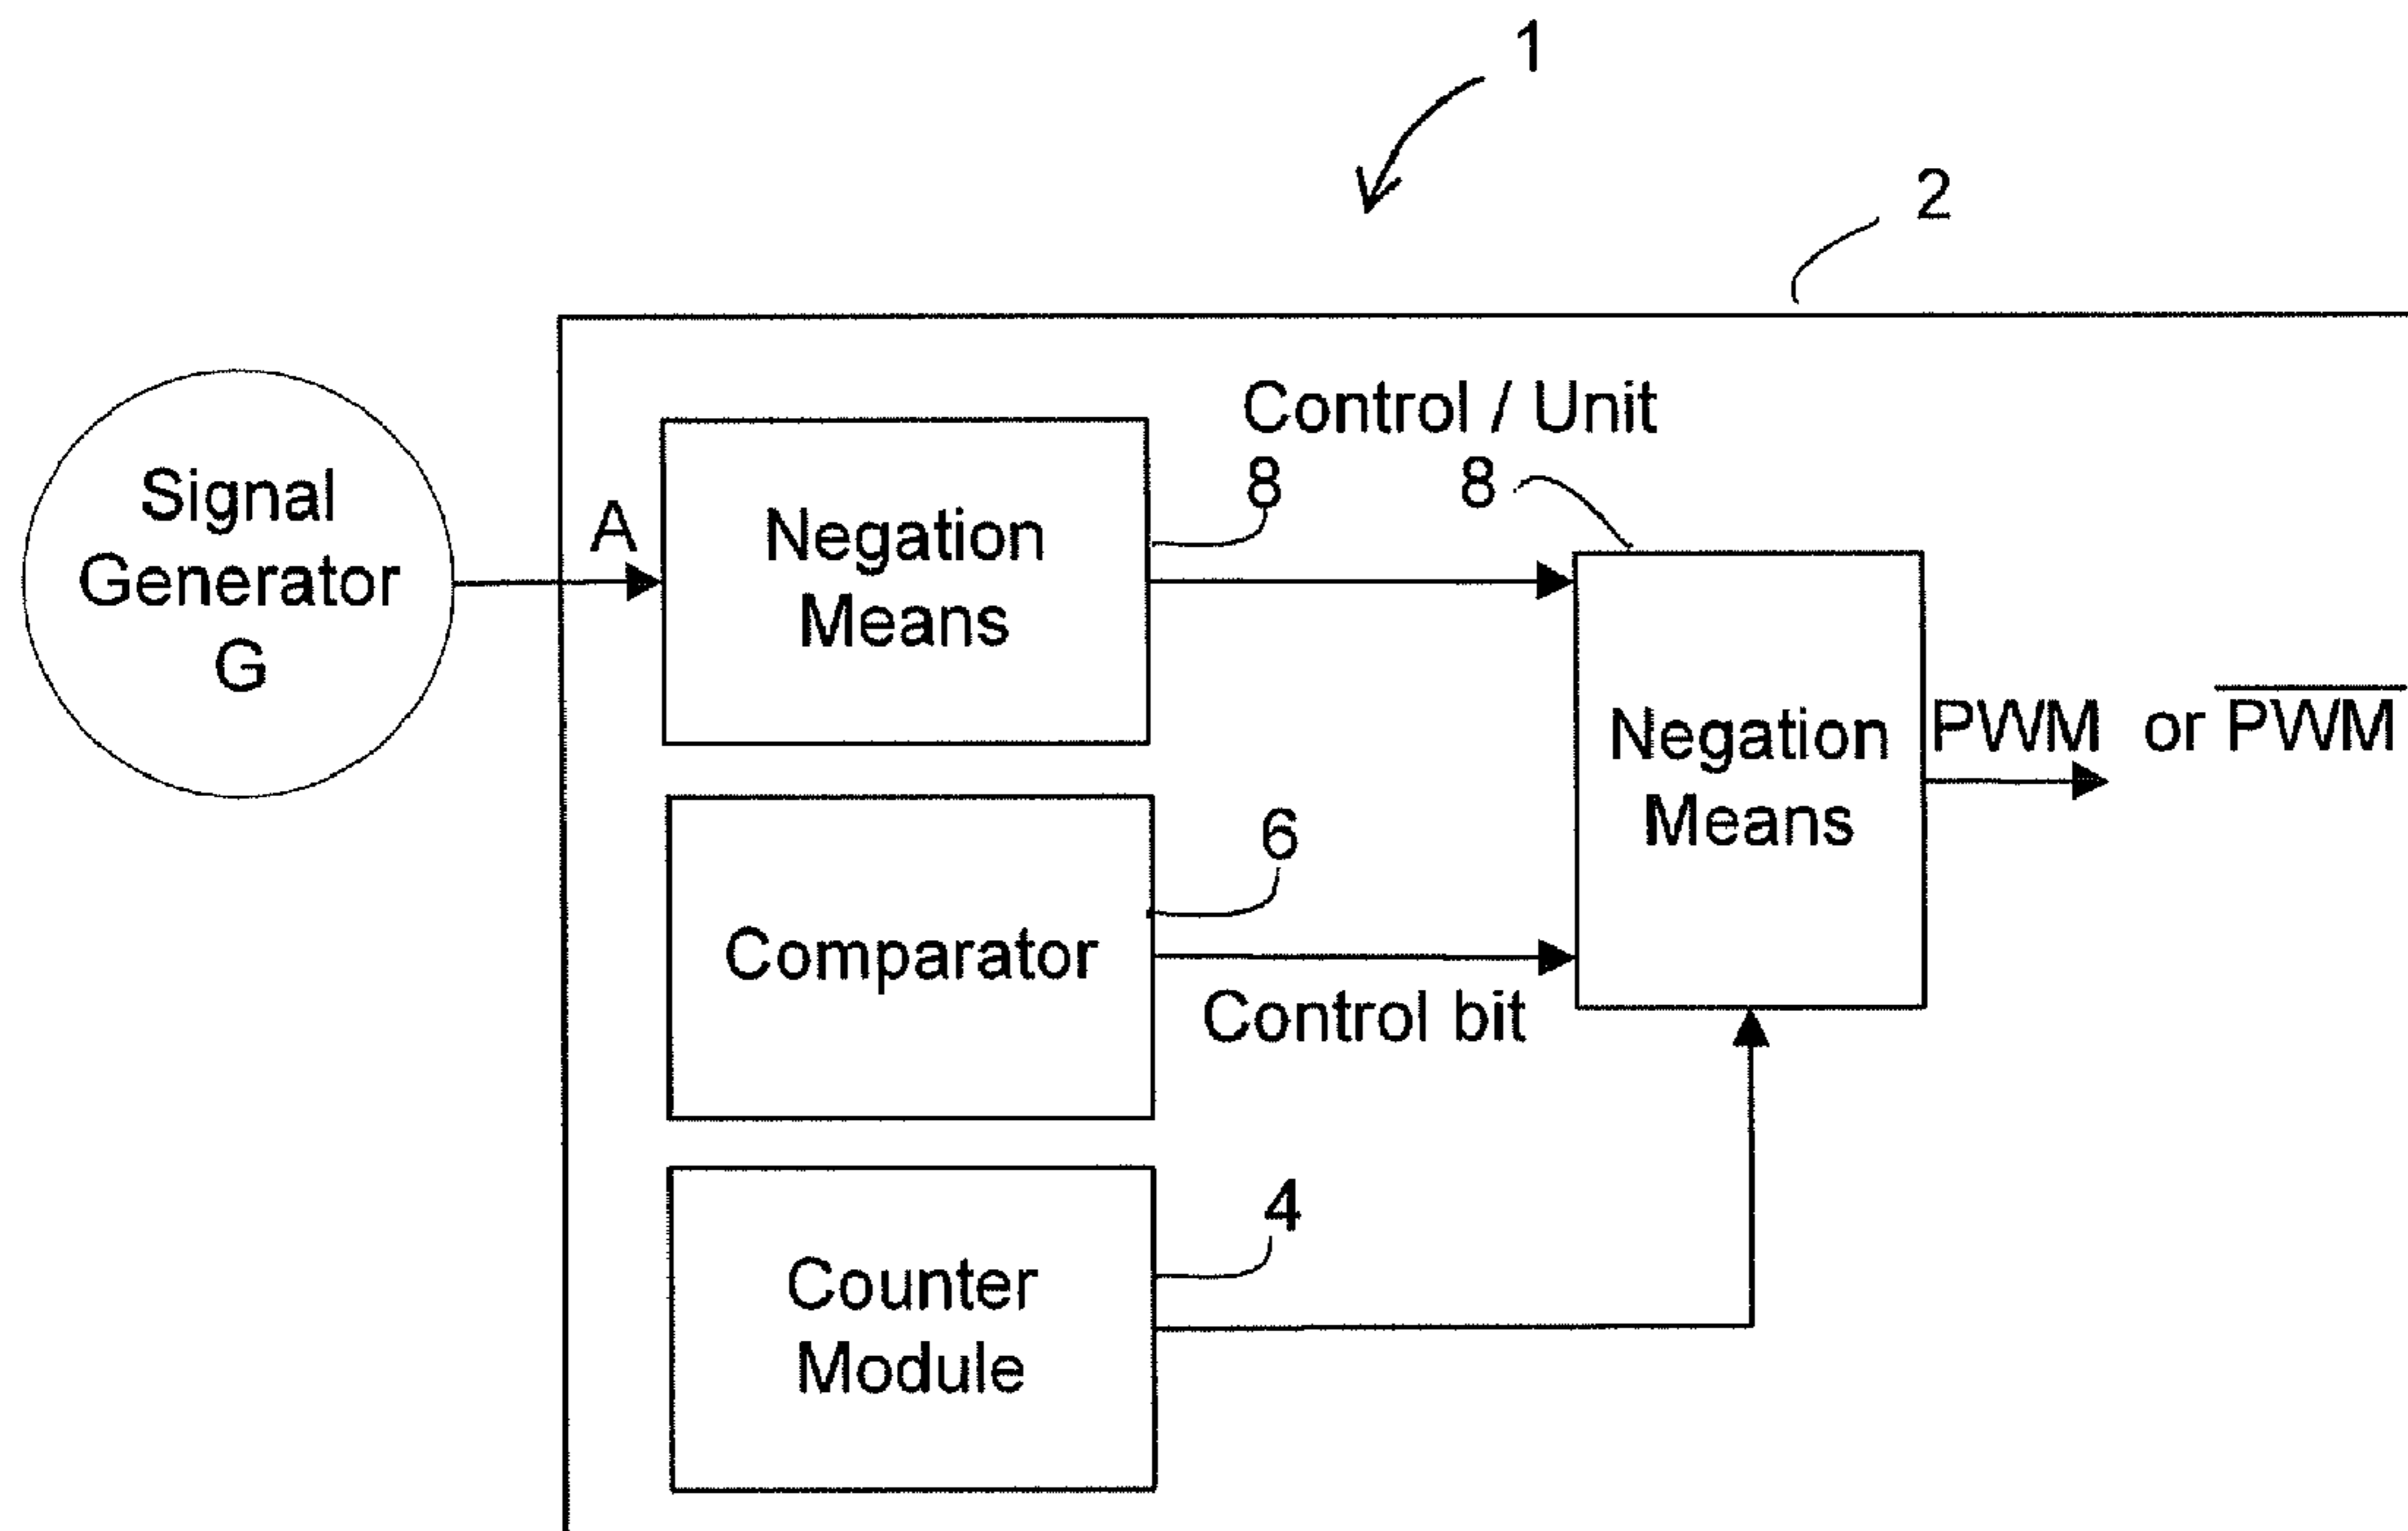 1
2
Control / Unit
8
8
Signal
Generator
G
A
Negation
Means
Negation
Means
PWM or P̅W̅M̅
6
Comparator
Control bit
4
Counter
Module